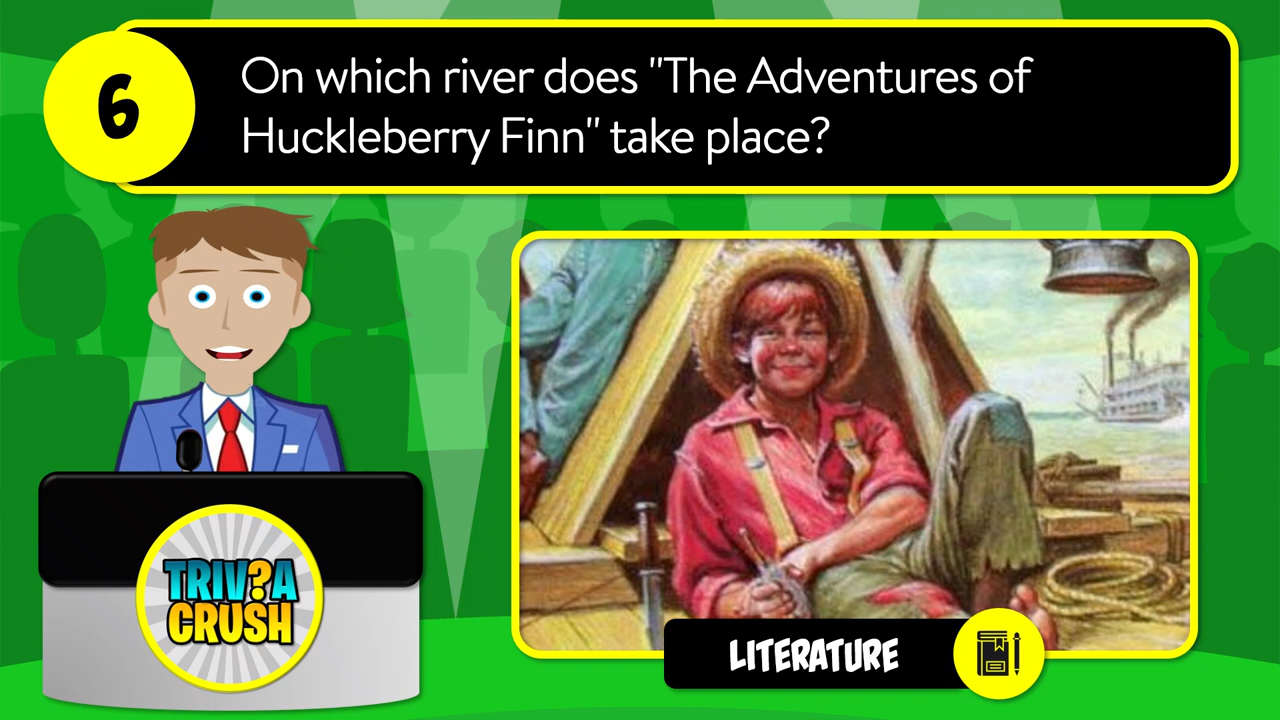 6
On which river does "The Adventures of
Huckleberry Finn" take place?
TRIV?A
CRUSH
LITERATURE